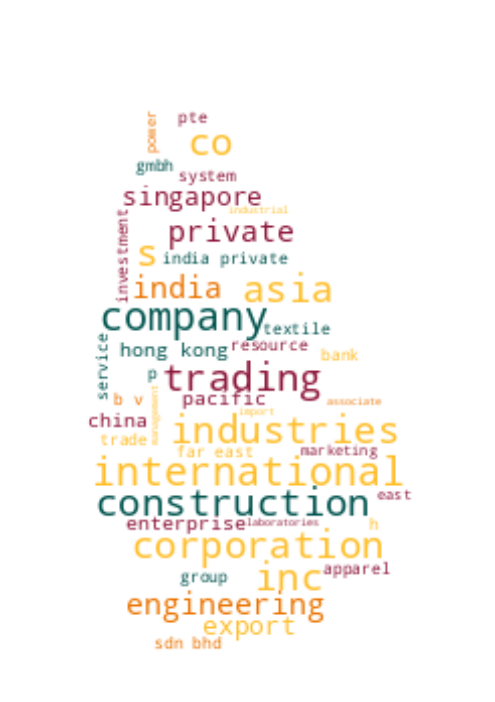 power
pte
co
gmbh
system
singapore
industrial
investment
private
s
india private
india
asia
company
textile
service
hong kong
resource
bank
p
trading
b v
management
pacific
associate
china
import
trade
industries
far east
marketing
international
construction
east
enterprise
laboratories
h
corporation
group
inc
apparel
engineering
export
sdn bhd